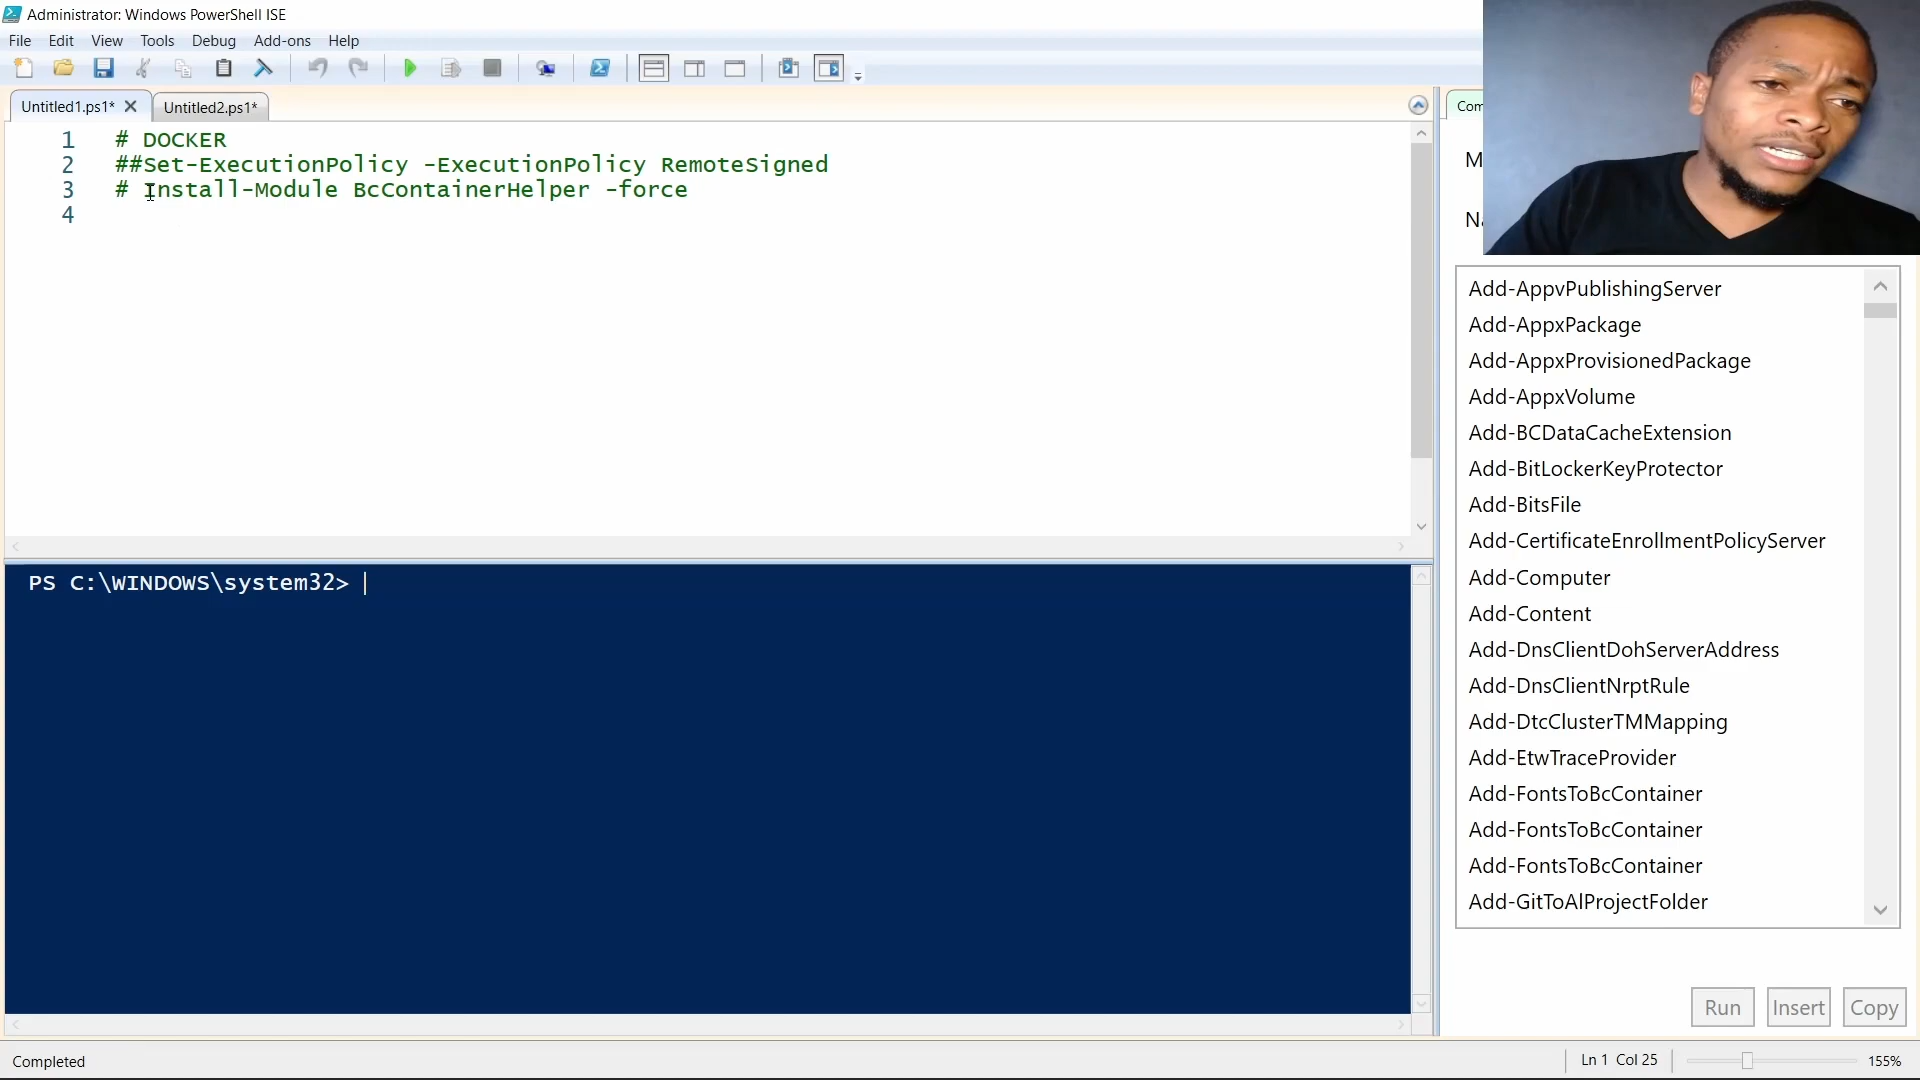 Administrator: Windows PowerShell ISE
File Edit View Tools Debug Add-ons Help
Untitled1.ps1* Untitled2.ps1*
1 # DOCKER
2 ##Set-ExecutionPolicy -ExecutionPolicy RemoteSigned
3 # Install-Module BcContainerHelper -force
4
PS C:\WINDOWS\system32>
Add-AppvPublishingServer
Add-AppxPackage
Add-AppxProvisionedPackage
Add-AppxVolume
Add-BCDataCacheExtension
Add-BitLockerKeyProtector
Add-BitsFile
Add-CertificateEnrollmentPolicyServer
Add-Computer
Add-Content
Add-DnsClientDohServerAddress
Add-DnsClientNrptRule
Add-DtcClusterTMMapping
Add-EtwTraceProvider
Add-FontsToBcContainer
Add-FontsToBcContainer
Add-FontsToBcContainer
Add-GitToAlProjectFolder
Run Insert Copy
Completed
Ln 1 Col 25
155%